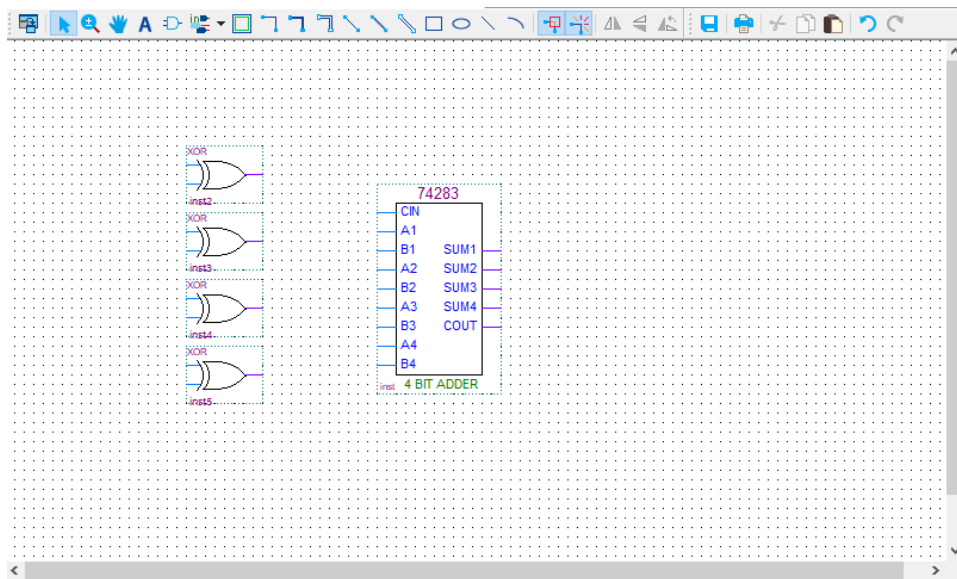 A
in
XOR
inst2
XOR
inst3
XOR
inst4
XOR
inst5
74283
CIN
A1
B1 SUM1
A2 SUM2
B2 SUM3
A3 SUM4
B3 COUT
A4
B4
inst 4 BIT ADDER